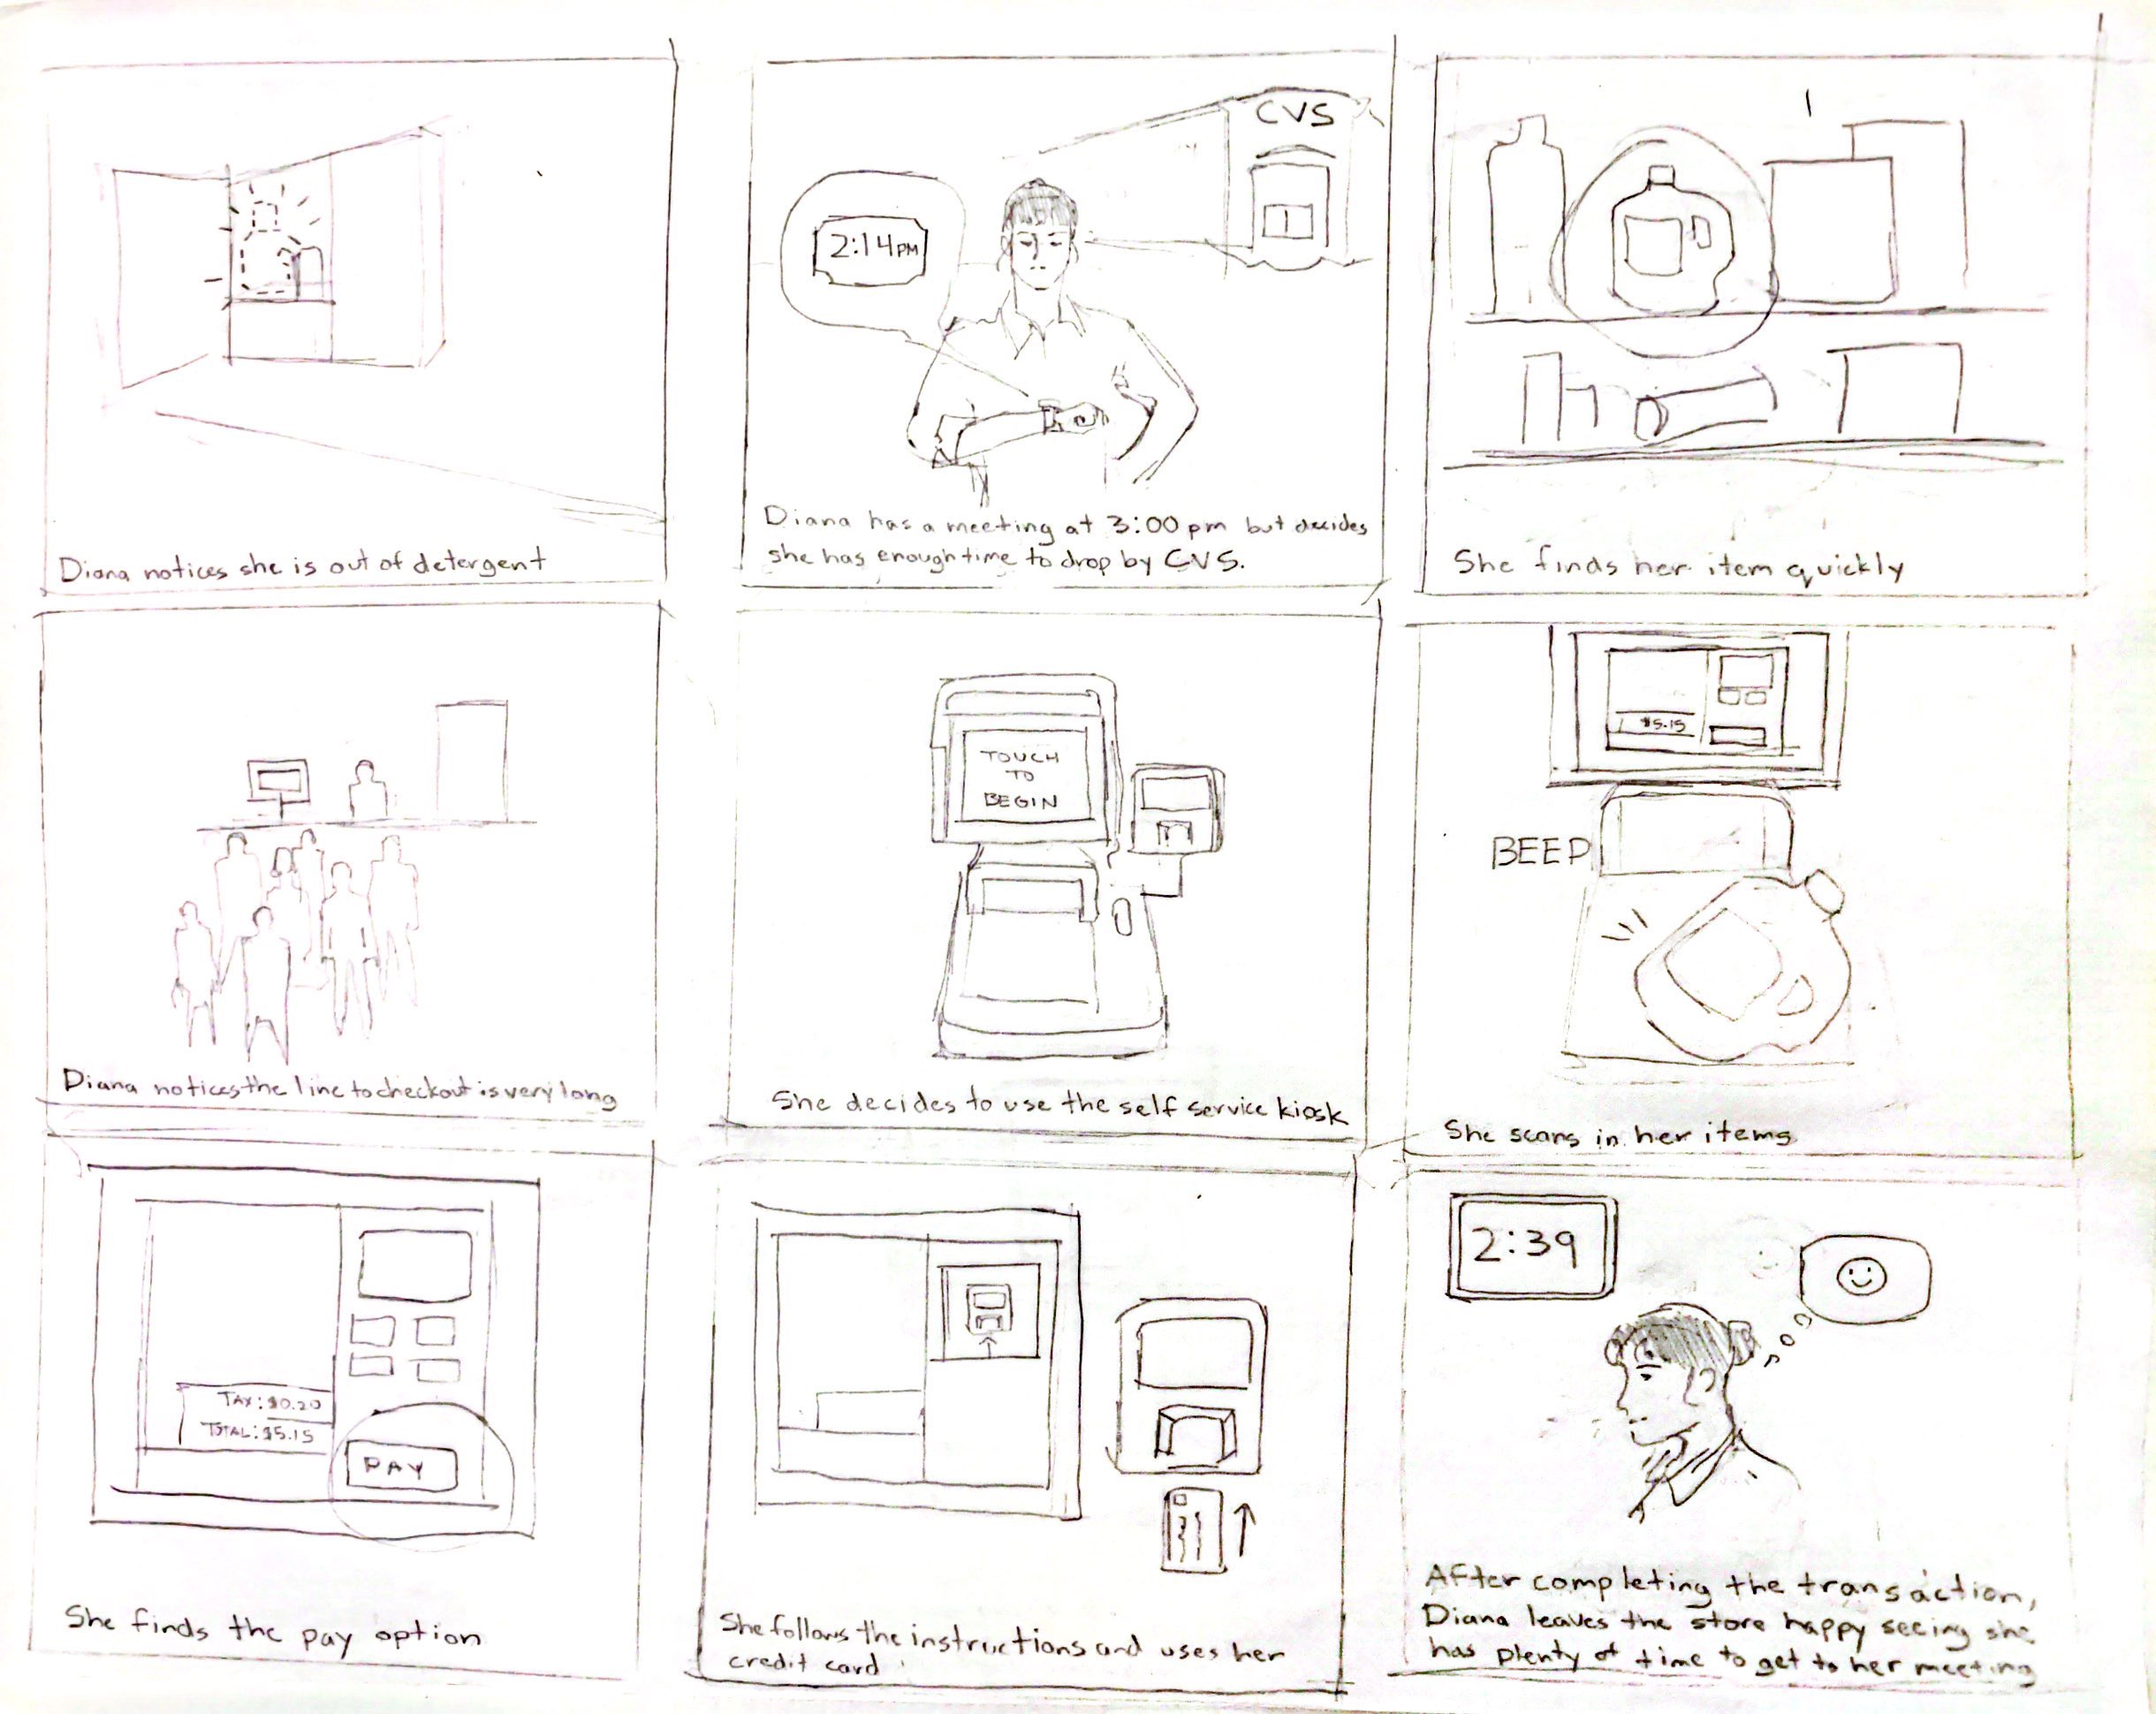 Diana notices she is out of detergent
CVS
2:14PM
Diana has a meeting at 3:00 pm but decides
she has enough time to drop by CVS.
She finds her item quickly
Diana notices the line to checkout is very long
TOUCH
TO
BEGIN
She decides to use the self service kiosk
$5.15
BEEP
She scans in her items
TAX: $0.20
TOTAL: $5.15
PAY
She finds the pay option
She follows the instructions and uses her
credit card.
2:39
After completing the transaction,
Diana leaves the store happy seeing she
has plenty of time to get to her meeting